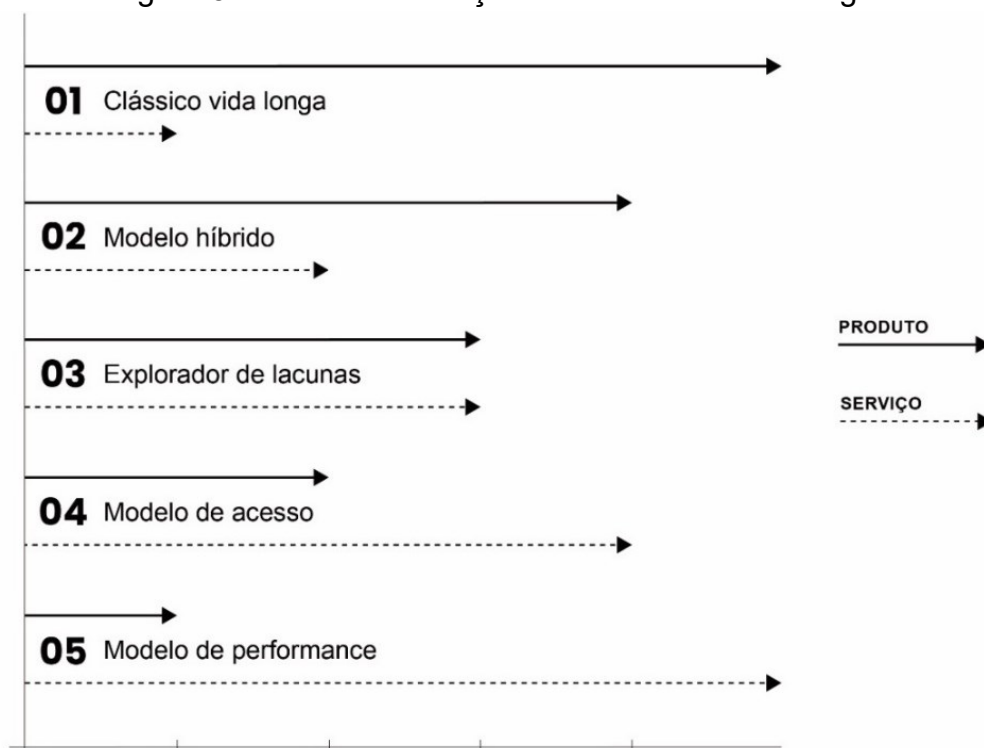 01 Clássico vida longa
02 Modelo híbrido
03 Explorador de lacunas
04 Modelo de acesso
05 Modelo de performance
PRODUTO
SERVIÇO